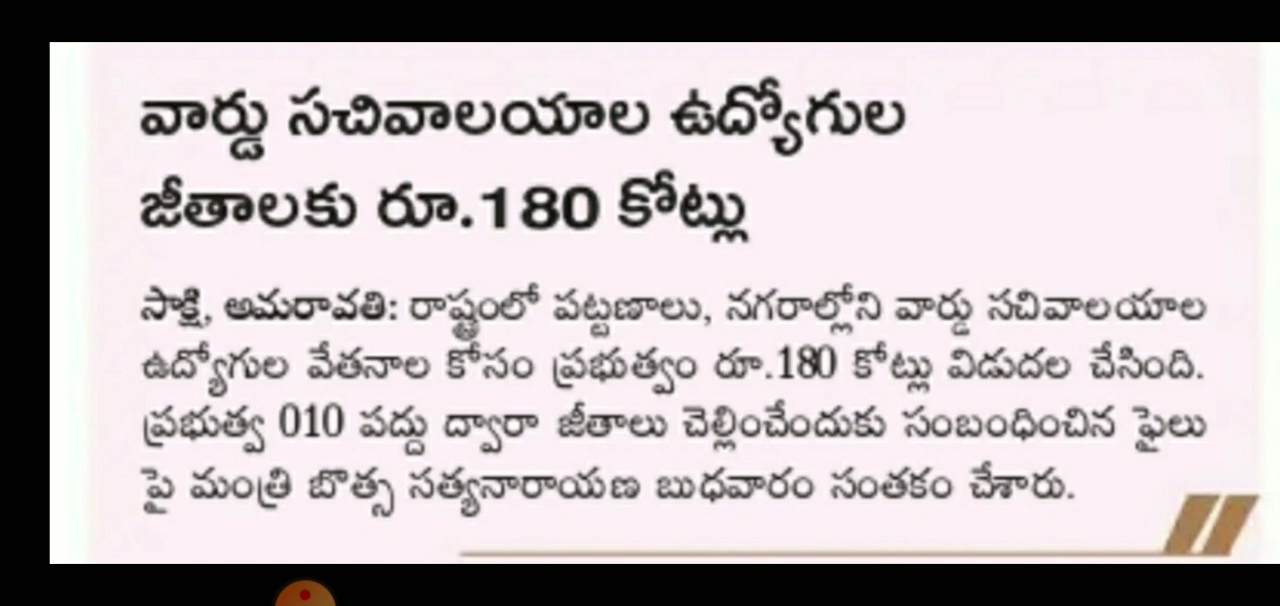 వార్డు సచివాలయాల ఉద్యోగుల
జీతాలకు రూ.180 కోట్లు
సాక్షి, అమరావతి: రాష్ట్రంలో పట్టణాలు, నగరాల్లోని వార్డు సచివాలయాల
ఉద్యోగుల వేతనాల కోసం ప్రభుత్వం రూ.180 కోట్లు విడుదల చేసింది.
ప్రభుత్వ 010 పద్దు ద్వారా జీతాలు చెల్లించేందుకు సంబంధించిన ఫైలు
పై మంత్రి బొత్స సత్యనారాయణ బుధవారం సంతకం చేశారు.